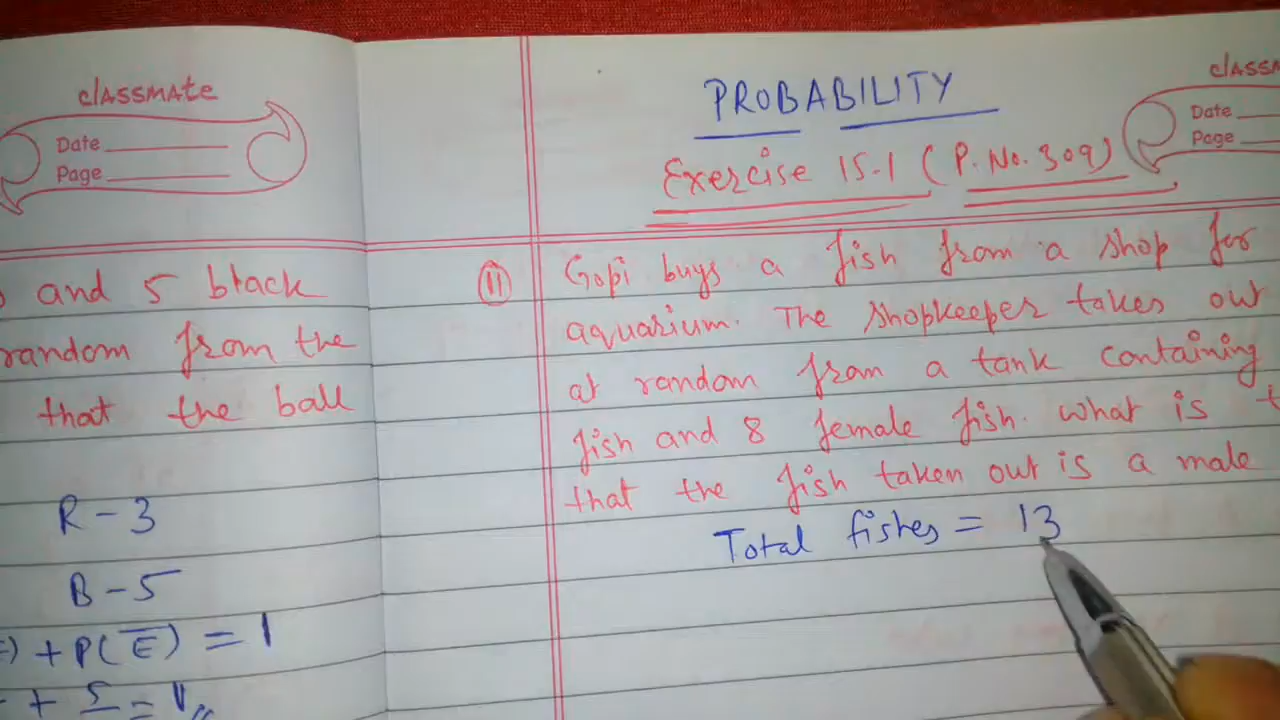 classmate
Date
Page
and 5 black
random from the
that the ball
R - 3
B - 5
+ P(E̅) = 1
+ 5 = 1
PROBABILITY
Exercise 15.1 (P. No. 309)
classm
Date
Page
11 Gopi buys a fish from a shop for
aquarium. The shopkeeper takes out
at random from a tank containing
fish and 8 female fish. what is t
that the fish taken out is a male
Total fishes = 13